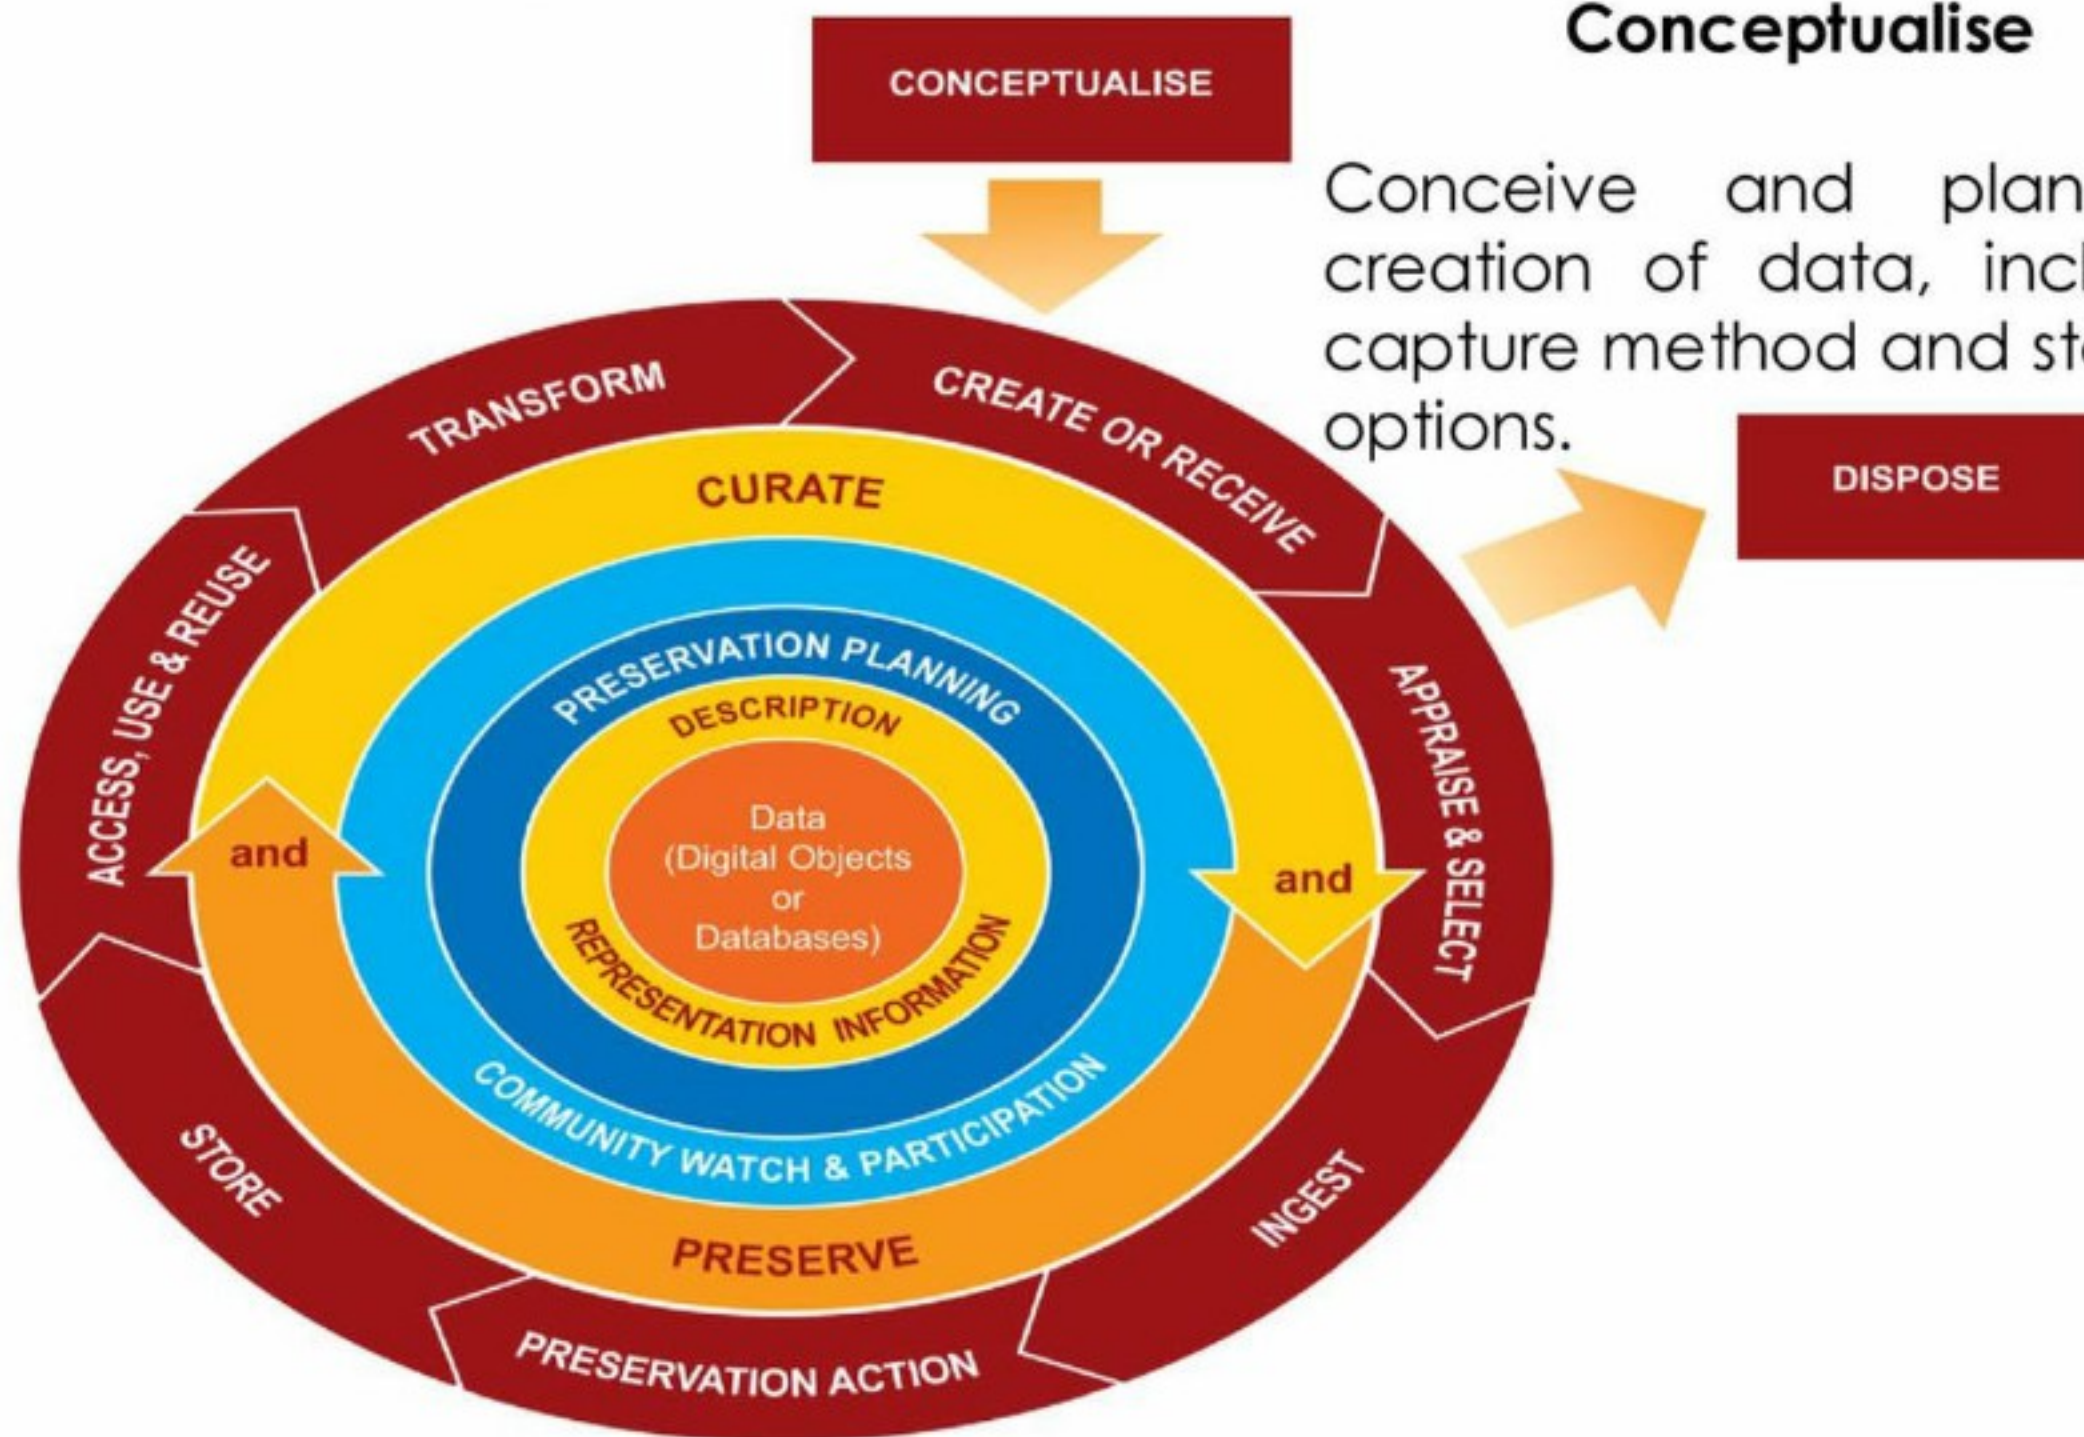 CONCEPTUALISE
Conceptualise
Conceive and plan
creation of data,
capture method and
options.
DISPOSE
TRANSFORM
CREATE OR RECEIVE
APPRAISE & SELECT
INGEST
PRESERVATION ACTION
STORE
ACCESS, USE & REUSE
CURATE
and
PRESERVE
and
PRESERVATION PLANNING
COMMUNITY WATCH & PARTICIPATION
DESCRIPTION
REPRESENTATION INFORMATION
Data
(Digital Objects
or
Databases)